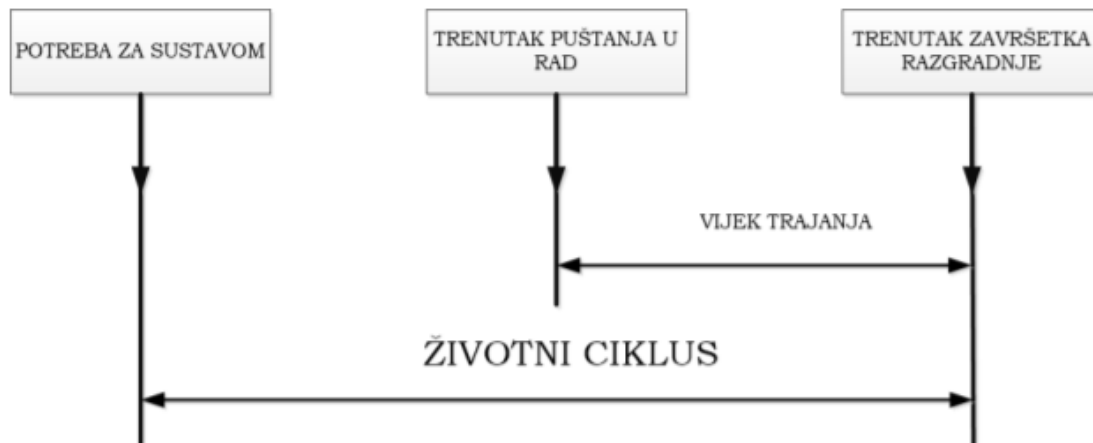 POTREBA ZA SUSTAVOM
TRENUTAK PUŠTANJA U
RAD
TRENUTAK ZAVRŠETKA
RAZGRADNJE
VIJEK TRAJANJA
ŽIVOTNI CIKLUS